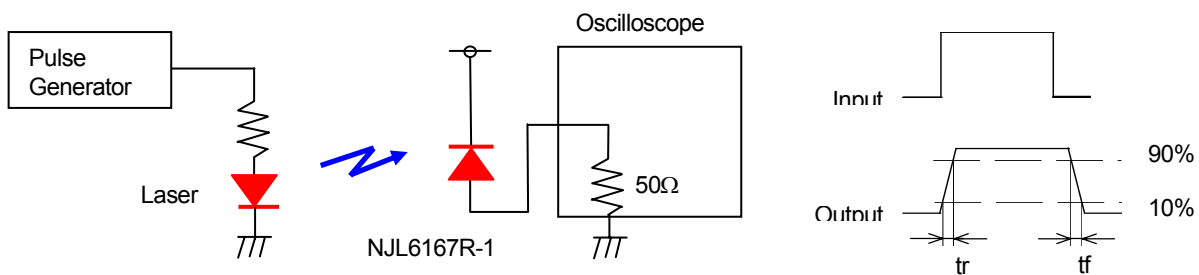 Oscilloscope
Pulse
Generator
Laser
50Ω
NJL6167R-1
Input
Output
90%
10%
tr
tf